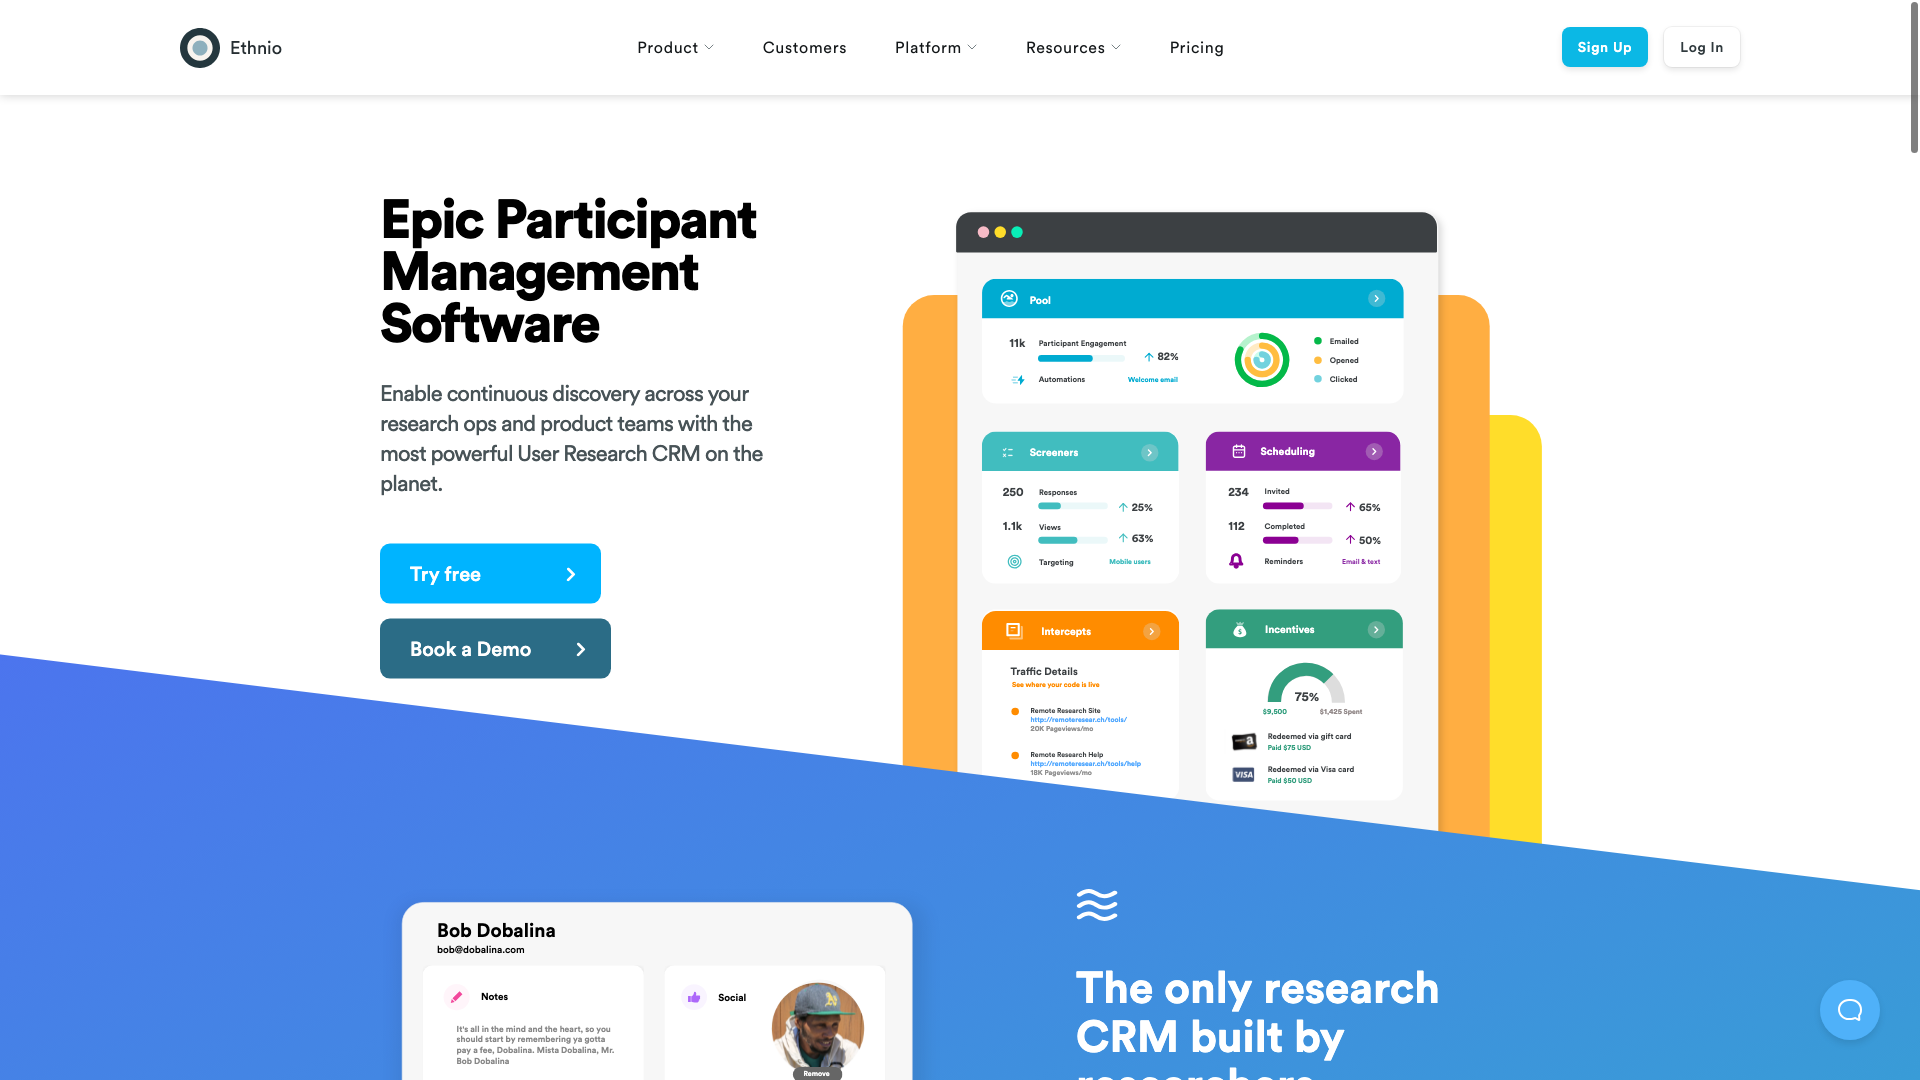 Ethnio
Product
Customers
Platform
Resources
Pricing
Sign Up
Log In
Epic Participant
Management
Software
Enable continuous discovery across your
research ops and product teams with the
most powerful User Research CRM on the
planet.
Try free
Book a Demo
Pool
11k
Participant Engagement
82%
Automations
Welcome email
Emailed
Opened
Clicked
Screeners
250
Responses
25%
1.1k
Views
63%
Targeting
Mobile users
Scheduling
234
Invited
65%
112
Completed
50%
Reminders
Email & text
Intercepts
Traffic Details
See where your code is live
Remote Research Site
http://remoteresear.ch/tools/
20K Pageviews/mo
Remote Research Help
http://remoteresear.ch/tools/help
18K Pageviews/mo
Incentives
75%
$9,500
$1,425 Spent
Redeemed via gift card
Paid $75 USD
VISA
Redeemed via Visa card
Paid $50 USD
Bob Dobalina
bob@dobalina.com
Notes
It's all in the mind and the heart, so you
should start by remembering ya gotta
pay a fee, Dobalina. Mista Dobalina, Mr.
Bob Dobalina
Social
Remove
The only research
CRM built by
researchers